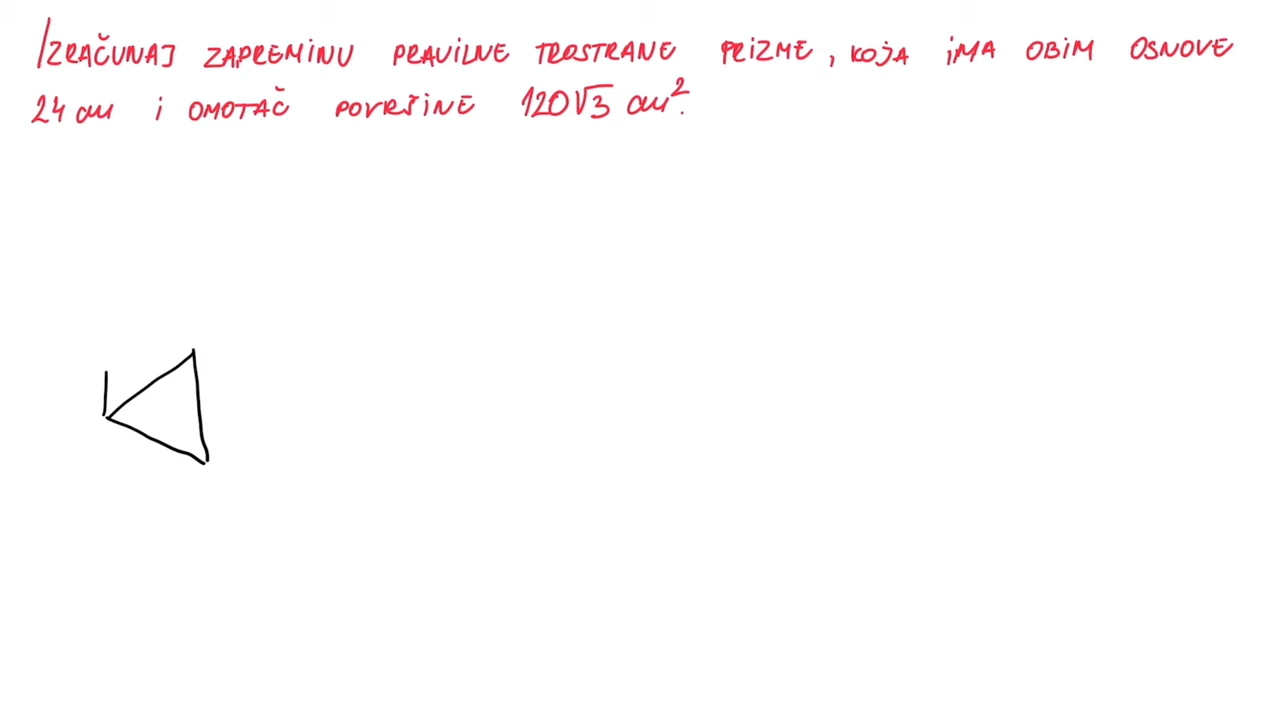 IZRAČUNAJ ZAPREMINU PRAVILNE TROSTRANE PRIZME, KOJA IMA OBIM OSNOVE
24 cm i OMOTAČ POVRŠINE 120√3 cm².